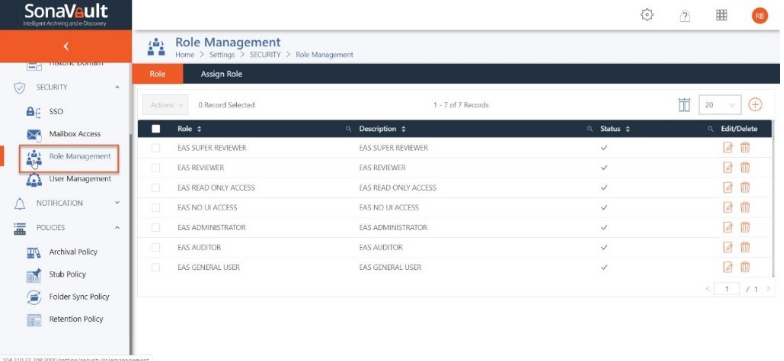 SonaVault
Intelligent Archiving and e-Discovery
RB
Role Management
Home > Settings > SECURITY > Role Management
Historic Domain
SECURITY
SSO
Mailbox Access
Role Management
User Management
NOTIFICATION
POLICIES
Archival Policy
Stub Policy
Folder Sync Policy
Retention Policy
Role Assign Role
Actions 0 Record Selected 1 - 7 of 7 Records 20
Role Description Status Edit/Delete
EAS SUPER REVIEWER EAS SUPER REVIEWER
EAS REVIEWER EAS REVIEWER
EAS READ ONLY ACCESS EAS READ ONLY ACCESS
EAS NO UI ACCESS EAS NO UI ACCESS
EAS ADMINISTRATOR EAS ADMINISTRATOR
EAS AUDITOR EAS AUDITOR
EAS GENERAL USER EAS GENERAL USER
< 1 / 1 >